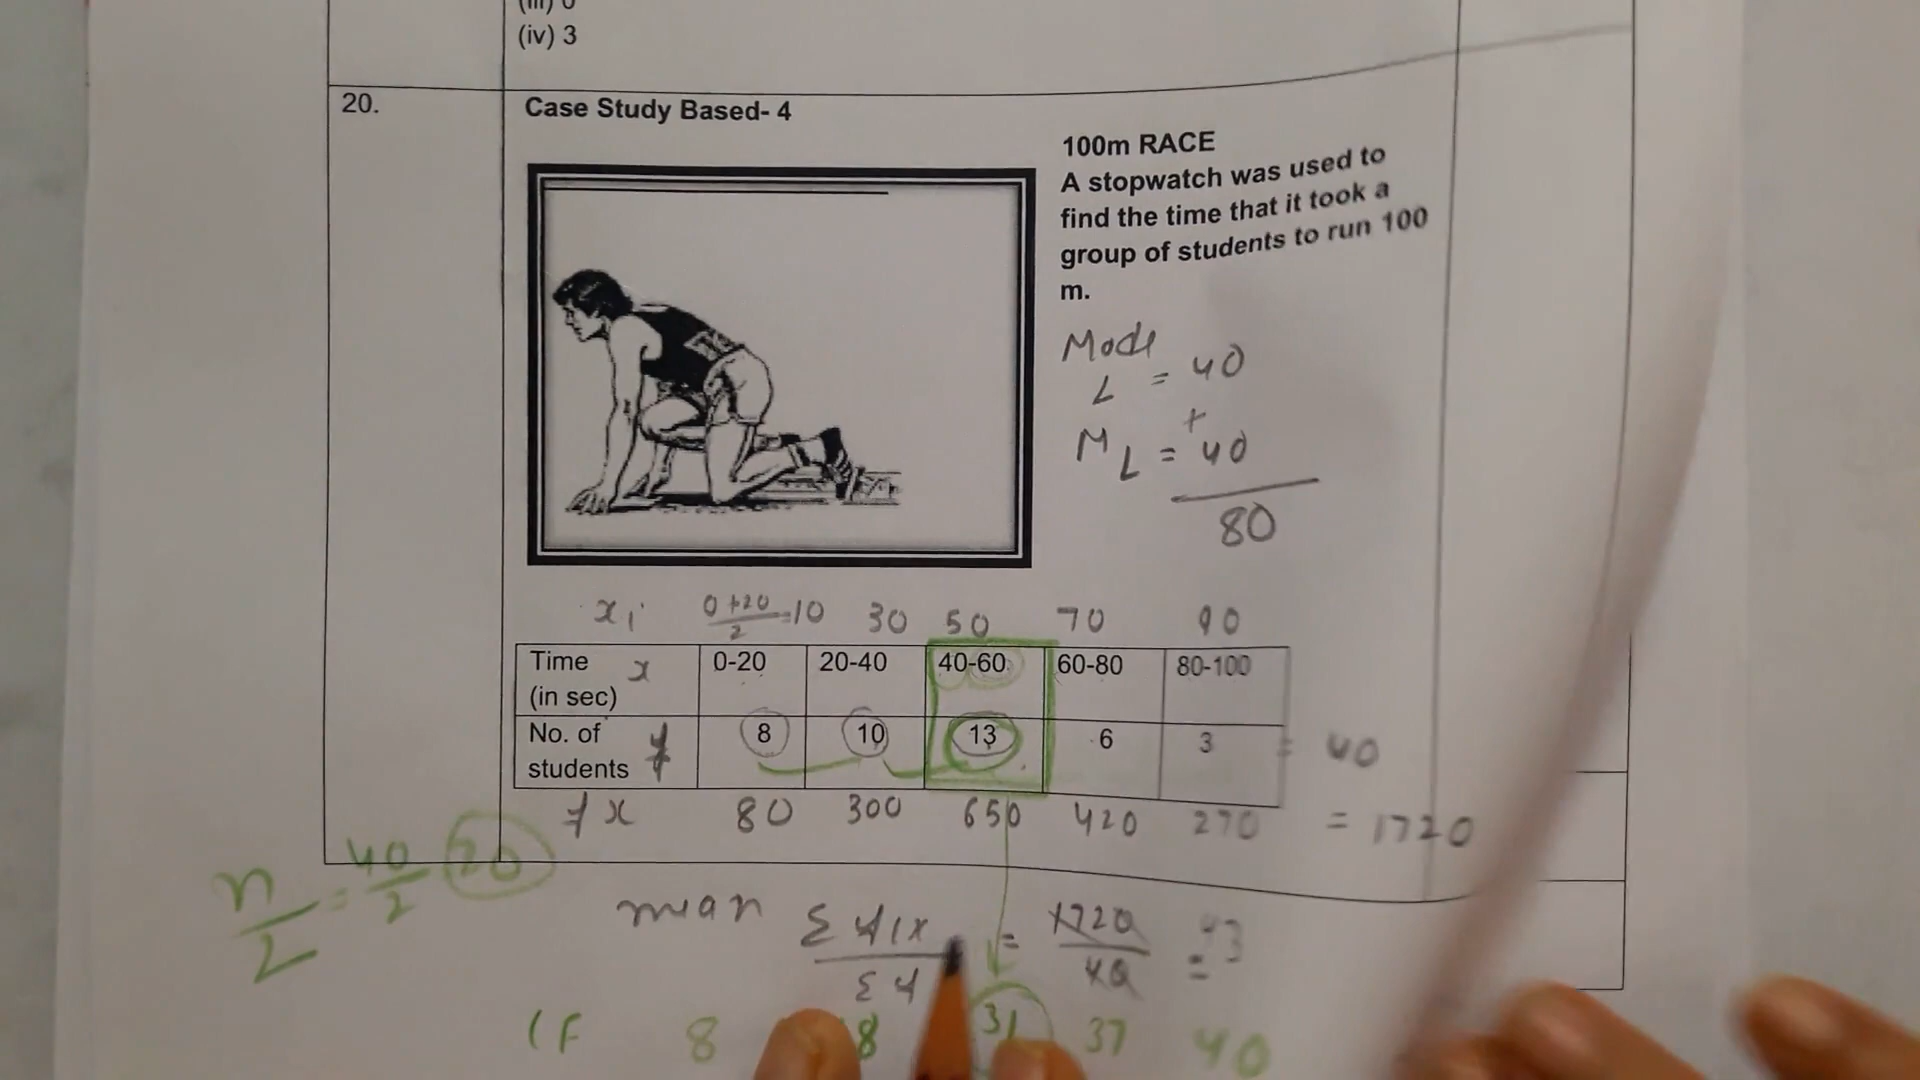 (iii) 0
(iv) 3
20.
Case Study Based- 4
100m RACE
A stopwatch was used to
find the time that it took a
group of students to run 100
m.
Mode
L = 40
+
M L = 40
80
xi 0+20/2 = 10 30 50 70 90
Time (in sec) x 0-20 20-40 40-60 60-80 80-100
No. of students f 8 10 13 6 3 = 40
fx 80 300 650 420 270 = 1720
n/2 = 40/2 20
mean Σfix/Σf = 1720/40 = 43
CF 8 31 37 40